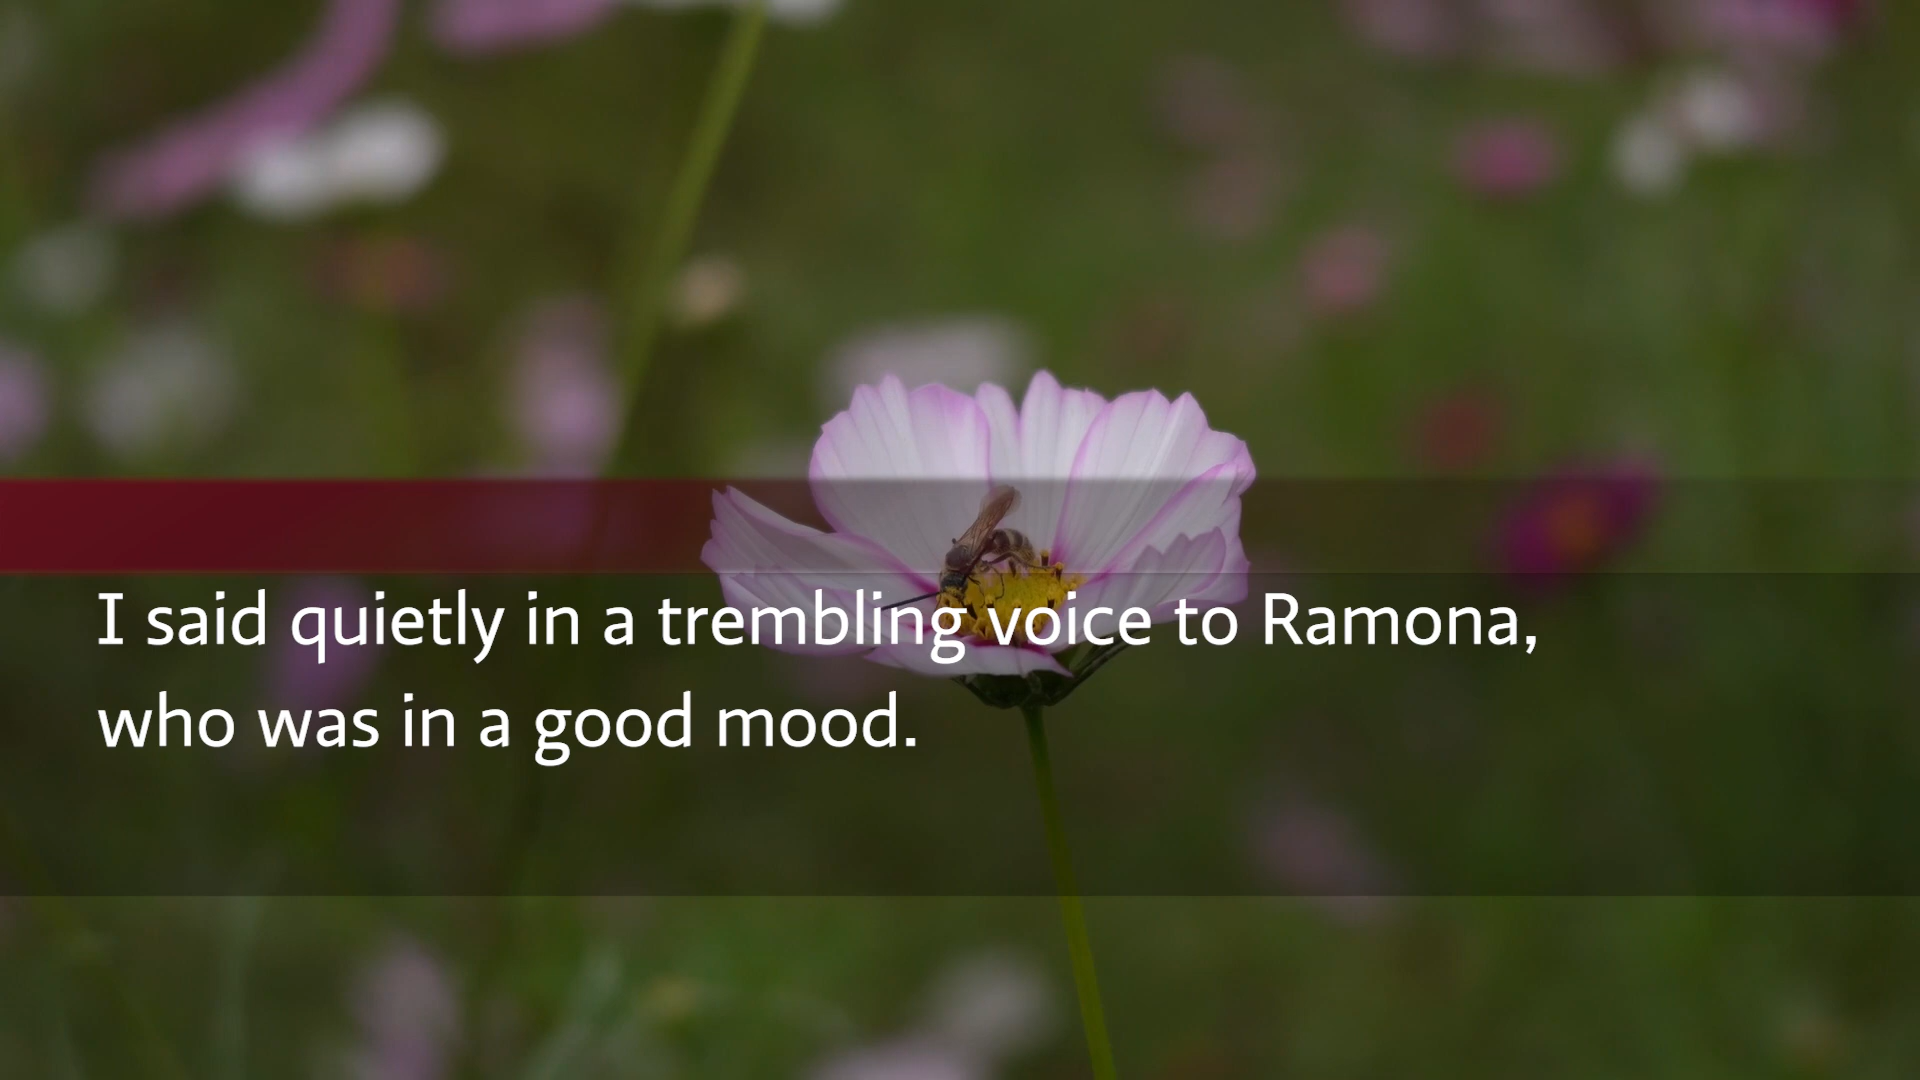 I said quietly in a trembling voice to Ramona,
who was in a good mood.